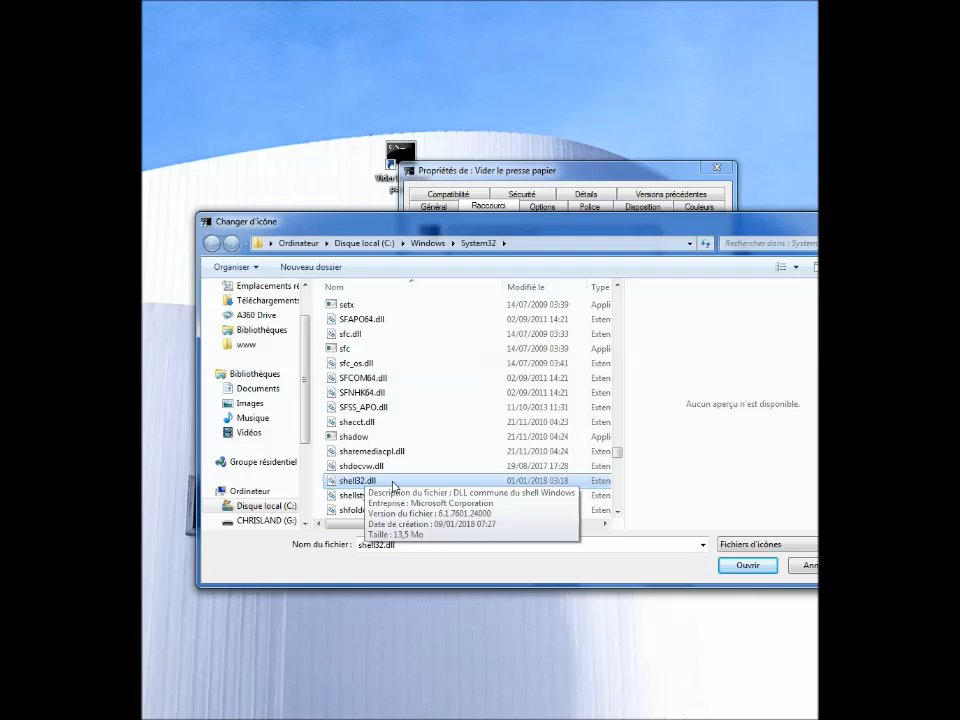 C:\_
Vider
pa
Propriétés de : Vider le presse papier
Compatibilité Sécurité Détails Versions précédentes
Général Raccourci Options Police Disposition Couleurs
Changer d'icône
Ordinateur Disque local (C:) Windows System32 Rechercher dans : System
Organiser Nouveau dossier
Nom Modifié le Type
Emplacements ré
Téléchargements
A360 Drive
Bibliothèques
www
Bibliothèques
Documents
Images
Musique
Vidéos
Groupe résidentiel
Ordinateur
Disque local (C:)
CHRISLAND (G:)
setx 14/07/2009 03:39 Appli
SFAPO64.dll 02/09/2011 14:21 Exten
sfc.dll 14/07/2009 03:33 Exten
sfc 14/07/2009 03:39 Appli
sfc_os.dll 14/07/2009 03:41 Exten
SFCOM64.dll 02/09/2011 14:21 Exten
SFNHK64.dll 02/09/2011 14:21 Exten
SFSS_APO.dll 11/10/2013 11:31 Exten
shacct.dll 21/11/2010 04:23 Exten
shadow 21/11/2010 04:24 Appli
sharemediacpl.dll 21/11/2010 04:24 Exten
shdocvw.dll 19/08/2017 17:28 Exten
shell32.dll 01/01/2018 03:18 Exten
shellsty Exten
shfolde Exten
Description du fichier : DLL commune du shell Windows
Entreprise : Microsoft Corporation
Version du fichier : 6.1.7601.24000
Date de création : 09/01/2018 07:27
Taille : 13,5 Mo
Aucun aperçu n'est disponible.
Nom du fichier : shell32.dll Fichiers d'icônes
Ouvrir Ann